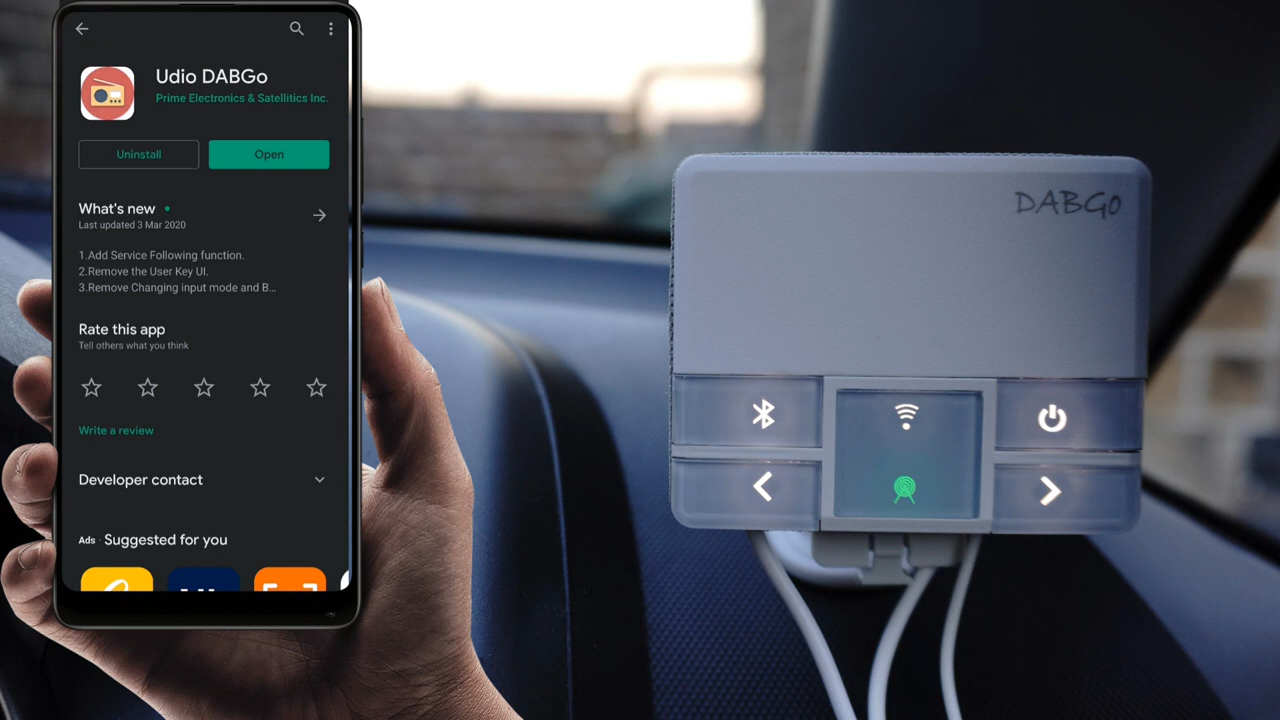 Udio DABGo
Prime Electronics & Satellitics Inc.
Uninstall
Open
What's new
Last updated 3 Mar 2020
1.Add Service Following function.
2.Remove the User Key UI.
3.Remove Changing input mode and B...
Rate this app
Tell others what you think
Write a review
Developer contact
Ads · Suggested for you
DABGo